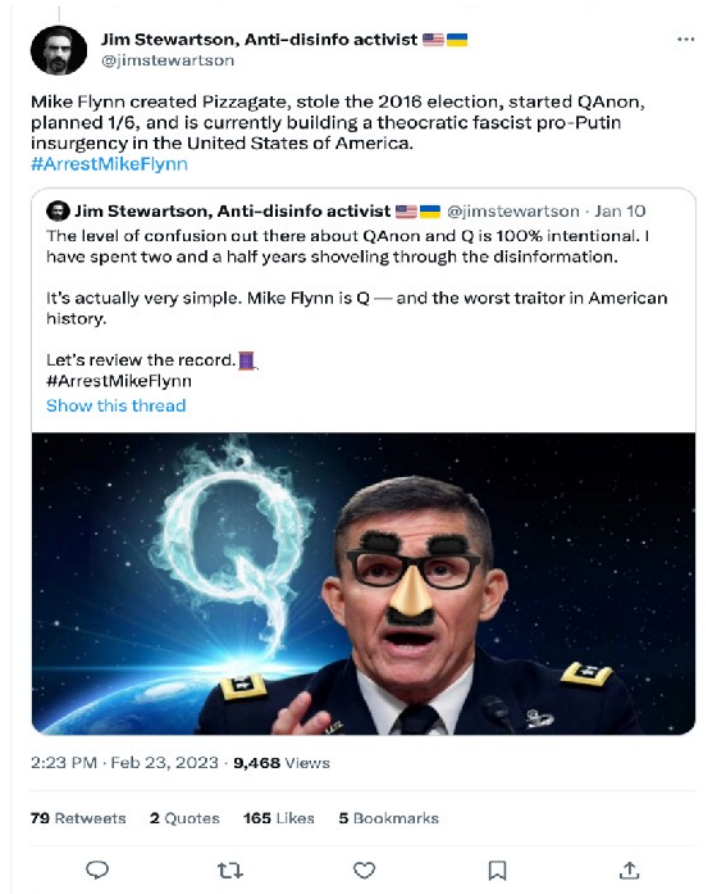 Jim Stewartson, Anti-disinfo activist 🇺🇸🇺🇦
@jimstewartson
Mike Flynn created Pizzagate, stole the 2016 election, started QAnon,
planned 1/6, and is currently building a theocratic fascist pro-Putin
insurgency in the United States of America.
#ArrestMikeFlynn
Jim Stewartson, Anti-disinfo activist 🇺🇸🇺🇦 @jimstewartson · Jan 10
The level of confusion out there about QAnon and Q is 100% intentional. I
have spent two and a half years shoveling through the disinformation.
It's actually very simple. Mike Flynn is Q — and the worst traitor in American
history.
Let's review the record.🧵
#ArrestMikeFlynn
Show this thread
Q
2:23 PM · Feb 23, 2023 · 9,468 Views
79 Retweets 2 Quotes 165 Likes 5 Bookmarks